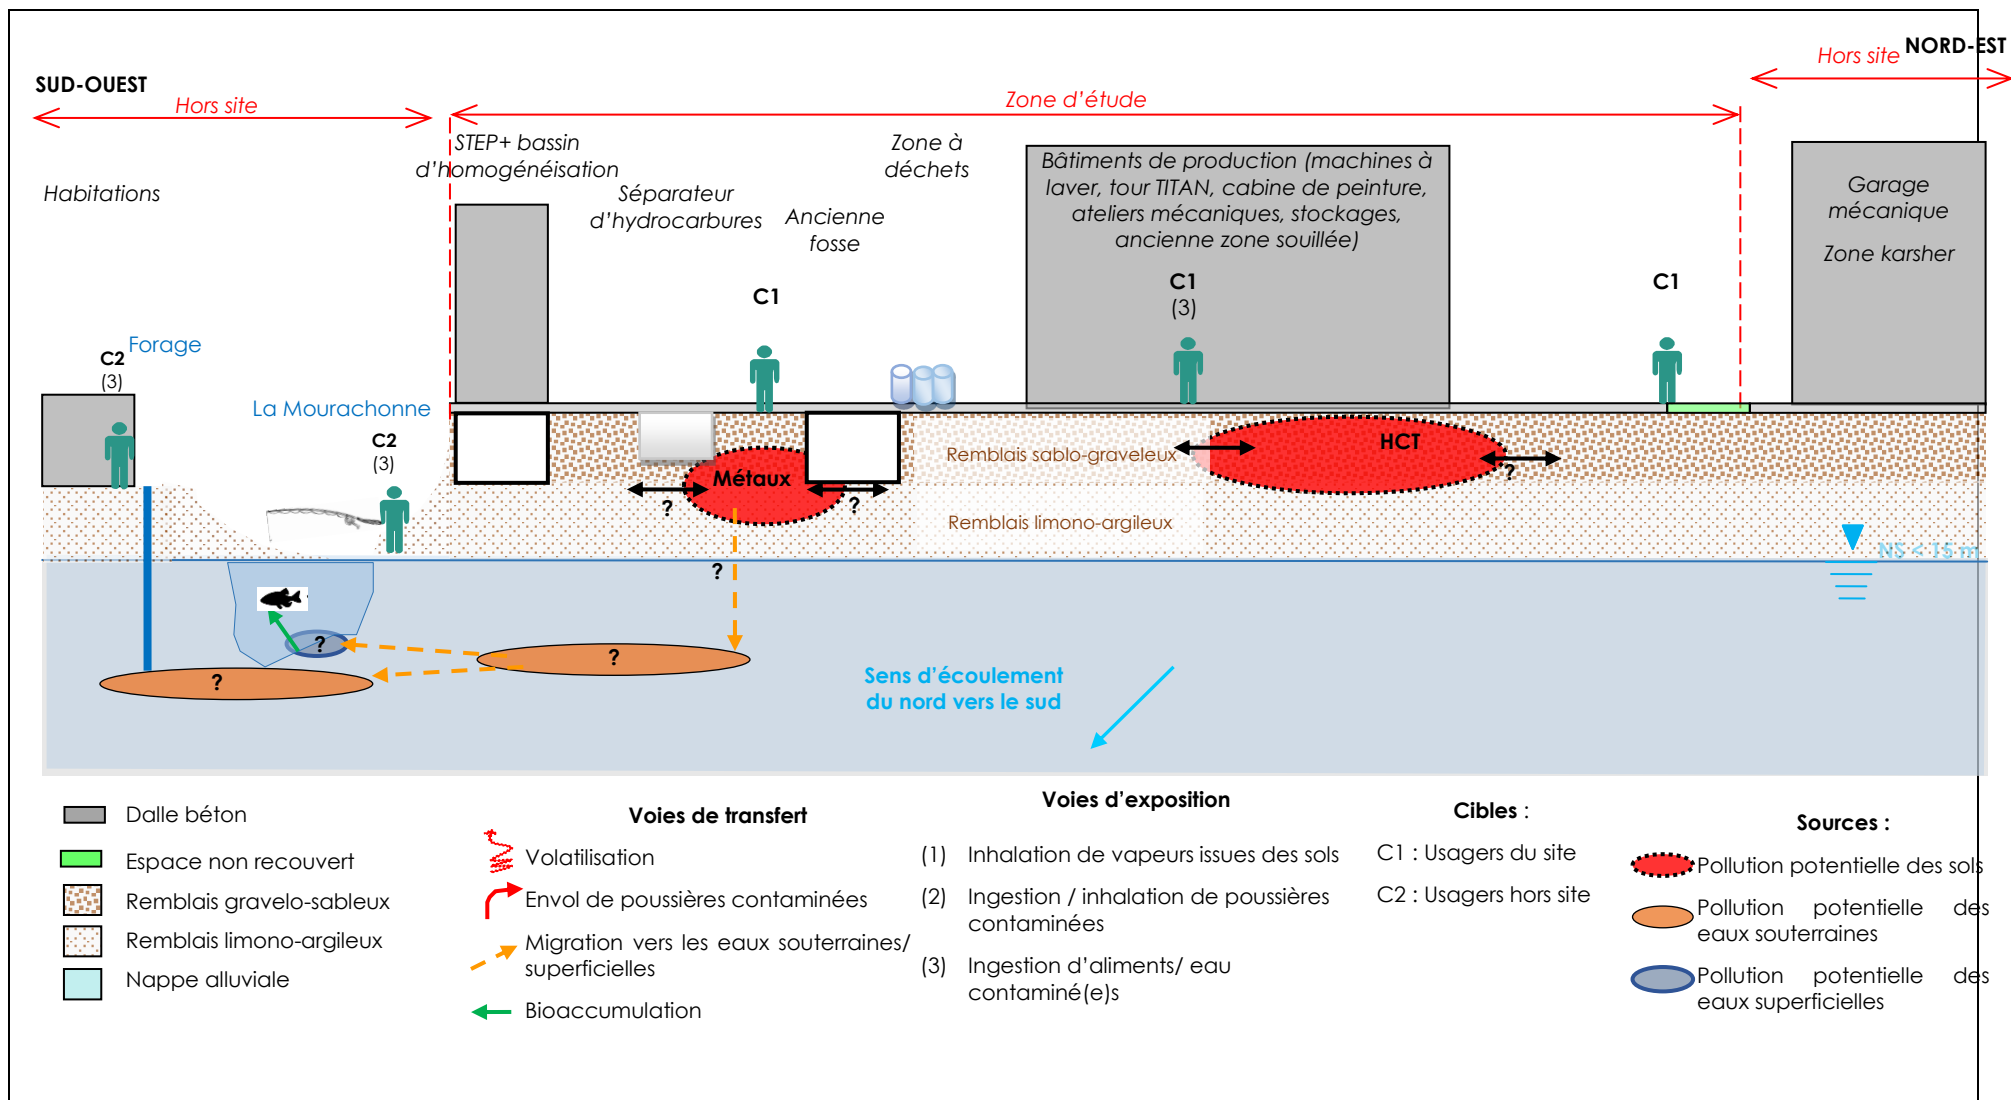 SUD-OUEST
NORD-EST
Hors site
Zone d'étude
Hors site
Habitations
STEP+ bassin
d'homogénéisation
Séparateur
d'hydrocarbures
Ancienne
fosse
Zone à
déchets
Bâtiments de production (machines à
laver, tour TITAN, cabine de peinture,
ateliers mécaniques, stockages,
ancienne zone souillée)
Garage
mécanique
Zone karsher
C1
C1
(3)
C1
Forage
C2
(3)
La Mourachonne
C2
(3)
Métaux
?
?
Remblais sablo-graveleux
Remblais limono-argileux
HCT
?
NS < 15 m
?
?
?
?
Sens d'écoulement
du nord vers le sud
Dalle béton
Espace non recouvert
Remblais gravelo-sableux
Remblais limono-argileux
Nappe alluviale
Voies de transfert
Volatilisation
Envol de poussières contaminées
Migration vers les eaux souterraines/
superficielles
Bioaccumulation
Voies d'exposition
(1) Inhalation de vapeurs issues des sols
(2) Ingestion / inhalation de poussières
contaminées
(3) Ingestion d'aliments/ eau
contaminé(e)s
Cibles :
C1 : Usagers du site
C2 : Usagers hors site
Sources :
Pollution potentielle des sols
Pollution potentielle des
eaux souterraines
Pollution potentielle des
eaux superficielles